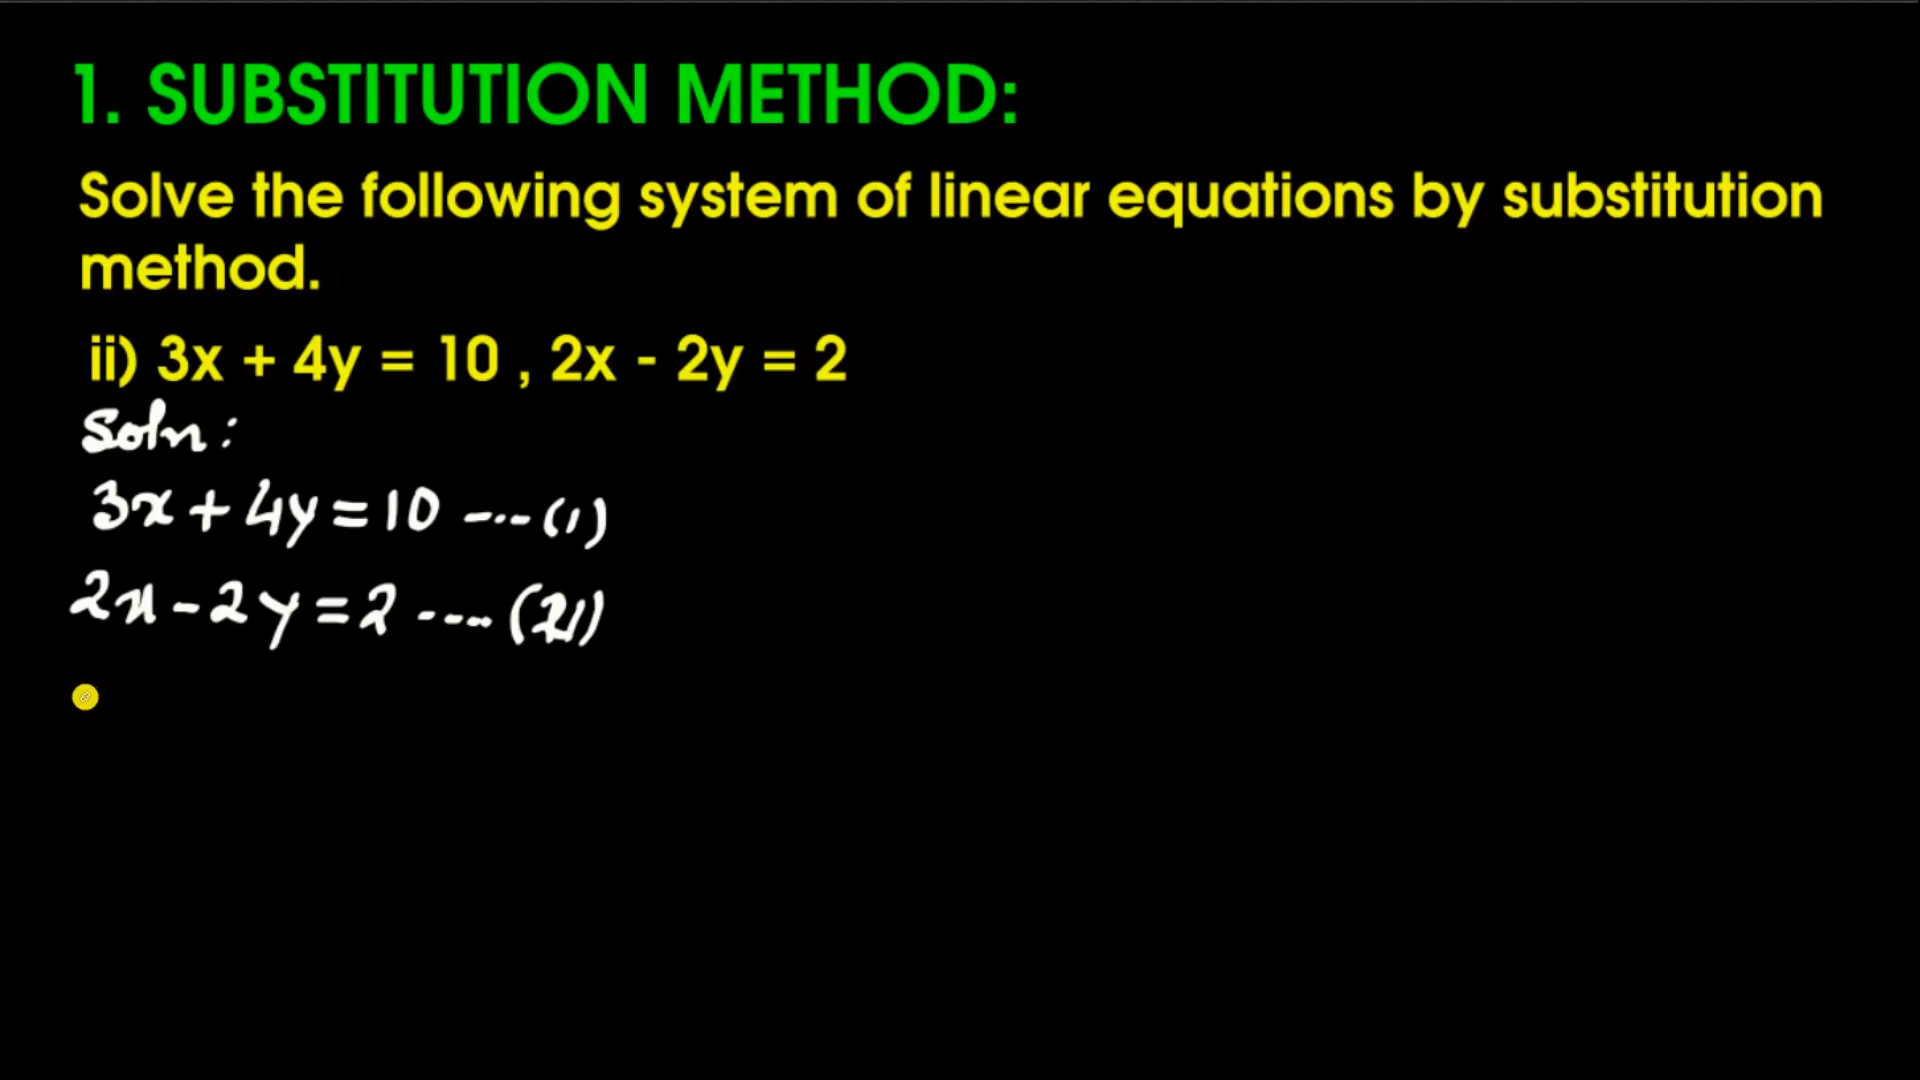 1. SUBSTITUTION METHOD:
Solve the following system of linear equations by substitution
method.
ii) 3x + 4y = 10 , 2x - 2y = 2
Soln:
3x + 4y = 10 ---- (1)
2x - 2y = 2 ----